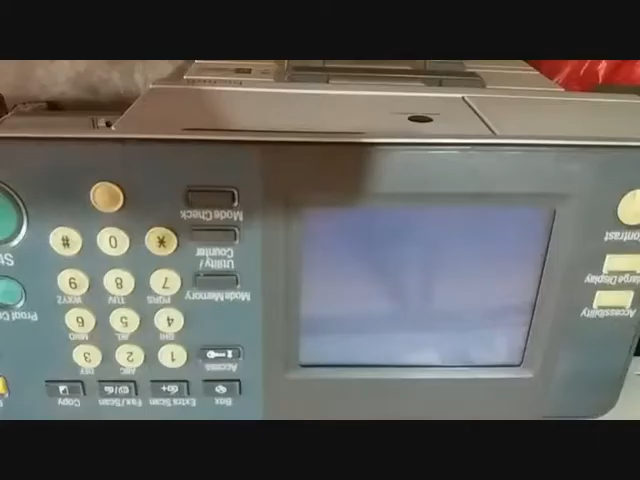 Accessibility
Enlarge Display
Contrast
Box
Extra Scan
Fax/Scan
Copy
Access
Mode Memory
Utility/
Counter
Mode Check
1
ABC
2
DEF
3
GHI
4
JKL
5
MNO
6
PQRS
7
TUV
8
WXYZ
9
*
0
#